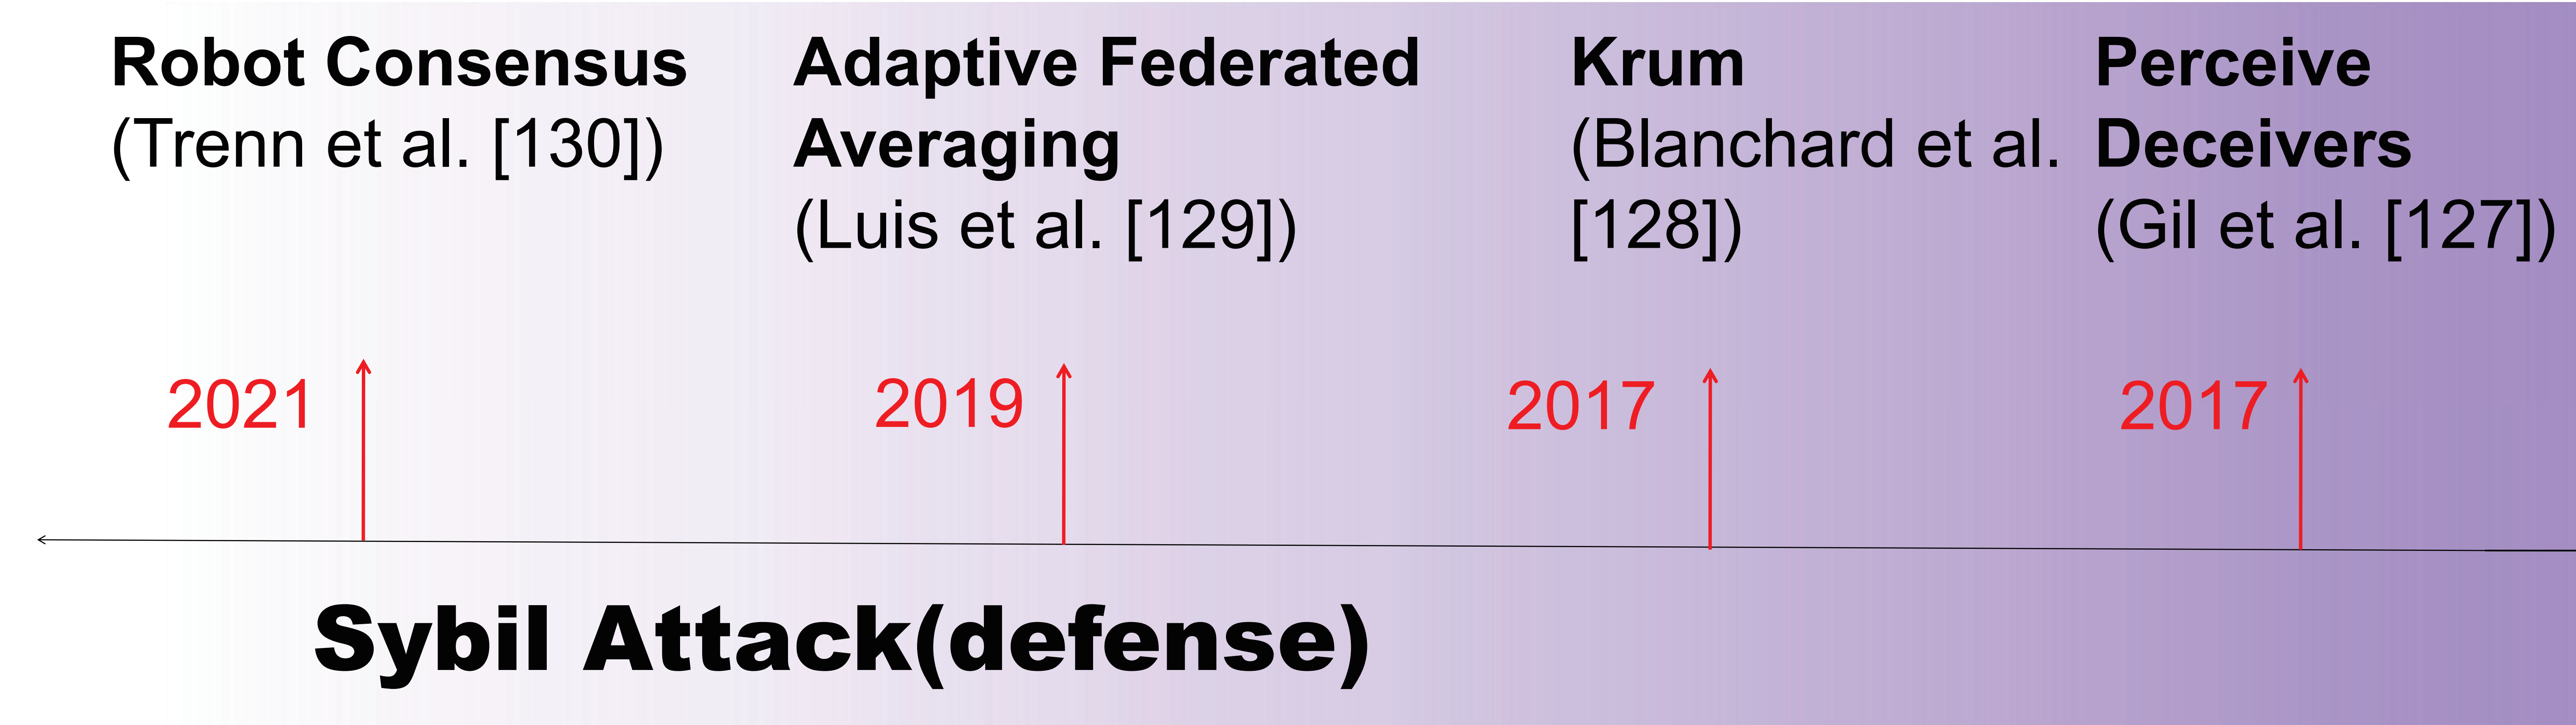 Robot Consensus
(Trenn et al. [130])
Adaptive Federated
Averaging
(Luis et al. [129])
Krum
(Blanchard et al.
[128])
Perceive
Deceivers
(Gil et al. [127])
2021
2019
2017
2017
Sybil Attack(defense)